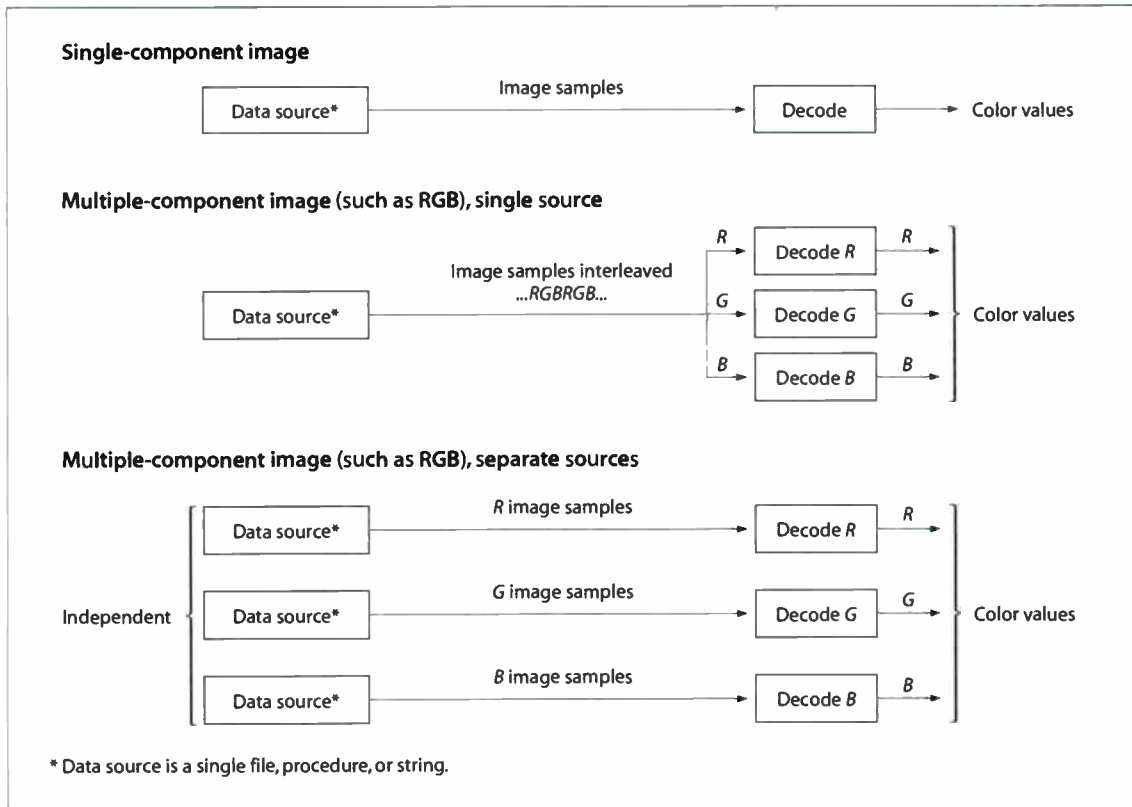 Single-component image
Image samples
Data source*
Decode
Color values
Multiple-component image (such as RGB), single source
Image samples interleaved
...RGBRGB...
Data source*
R
Decode R
R
G
Decode G
G
B
Decode B
B
Color values
Multiple-component image (such as RGB), separate sources
Independent
Data source*
R image samples
Decode R
R
Data source*
G image samples
Decode G
G
Data source*
B image samples
Decode B
B
Color values
* Data source is a single file, procedure, or string.